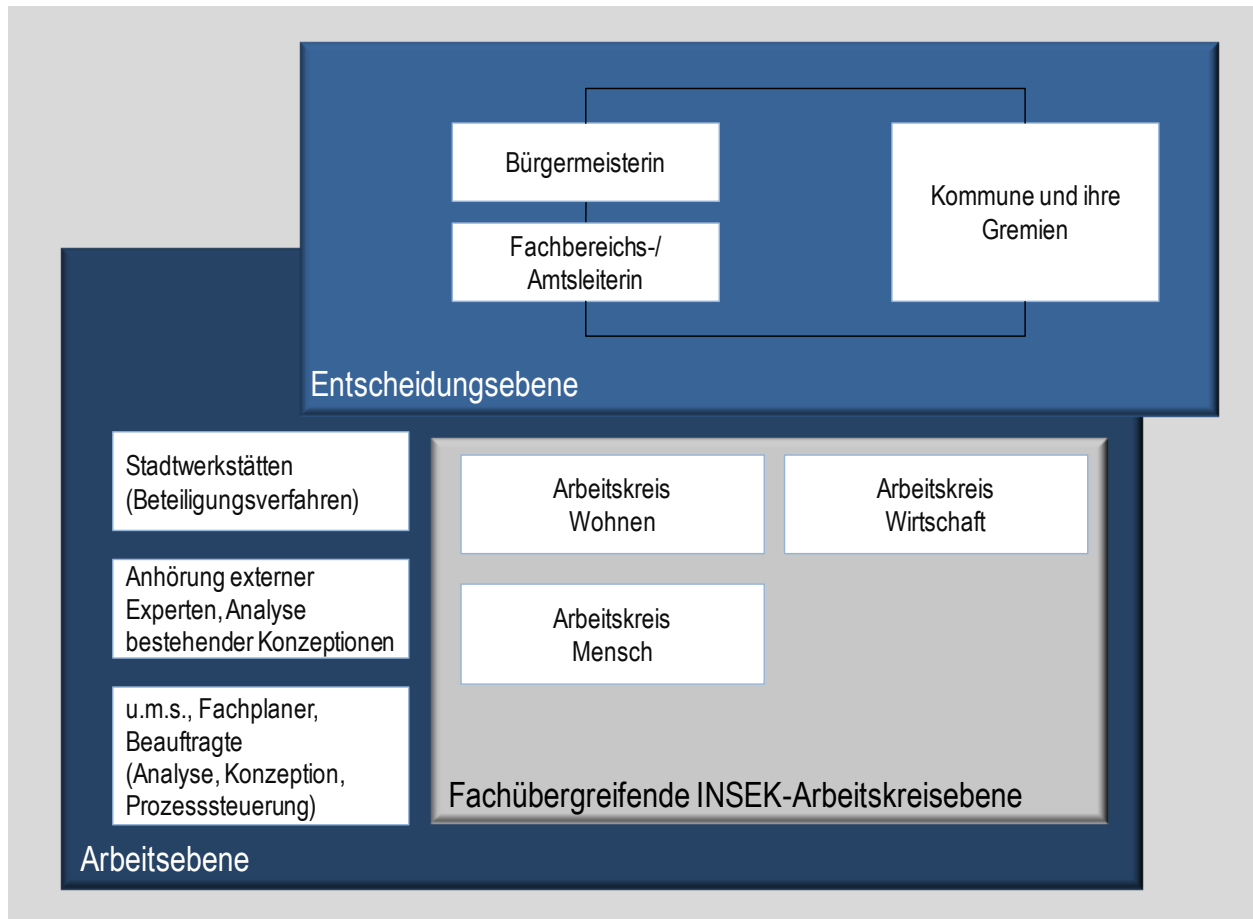 Bürgermeisterin
Fachbereichs-/
Amtsleiterin
Kommune und ihre
Gremien
Entscheidungsebene
Stadtwerkstätten
(Beteiligungsverfahren)
Anhörung externer
Experten, Analyse
bestehender Konzeptionen
u.m.s., Fachplaner,
Beauftragte
(Analyse, Konzeption,
Prozesssteuerung)
Arbeitskreis
Wohnen
Arbeitskreis
Wirtschaft
Arbeitskreis
Mensch
Fachübergreifende INSEK-Arbeitskreisebene
Arbeitsebene